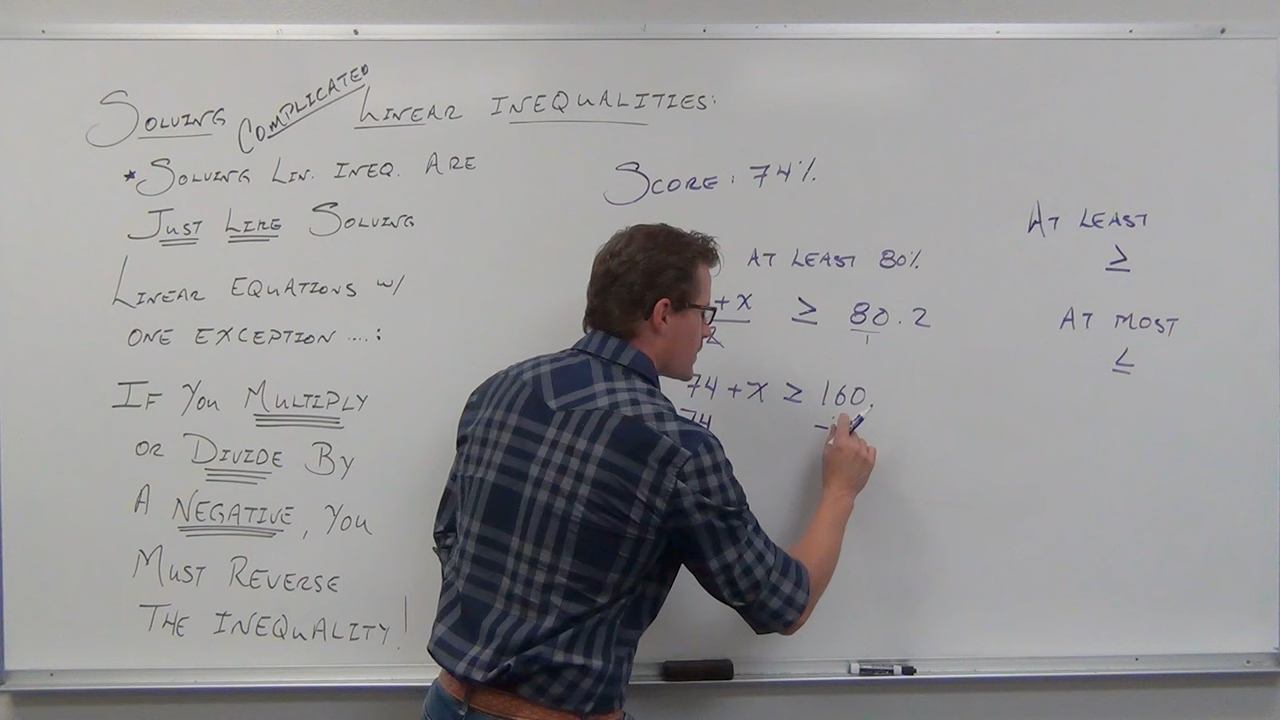 SOLVING COMPLICATED LINEAR INEQUALITIES:
* SOLVING LIN. INEQ. ARE
JUST LIKE SOLVING
LINEAR EQUATIONS W/
ONE EXCEPTION ....:
IF YOU MULTIPLY
OR DIVIDE BY
A NEGATIVE, YOU
MUST REVERSE
THE INEQUALITY!
SCORE: 74%
AT LEAST 80%
+ x ≥ 80.2
2 1
74 + x ≥ 160.
74 -
AT LEAST
≥
AT MOST
≤